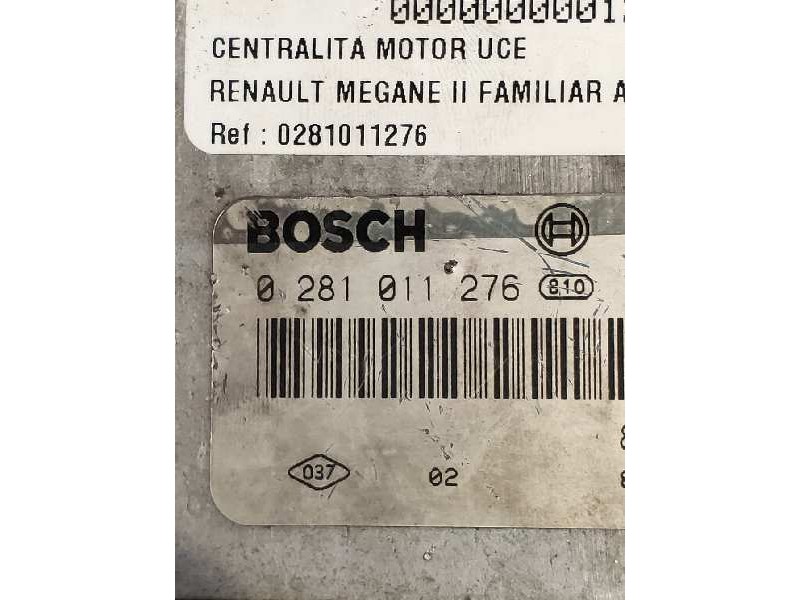 CENTRALITA MOTOR UCE
RENAULT MEGANE II FAMILIAR A
Ref : 0281011276
BOSCH
0 281 011 276 810
037 02